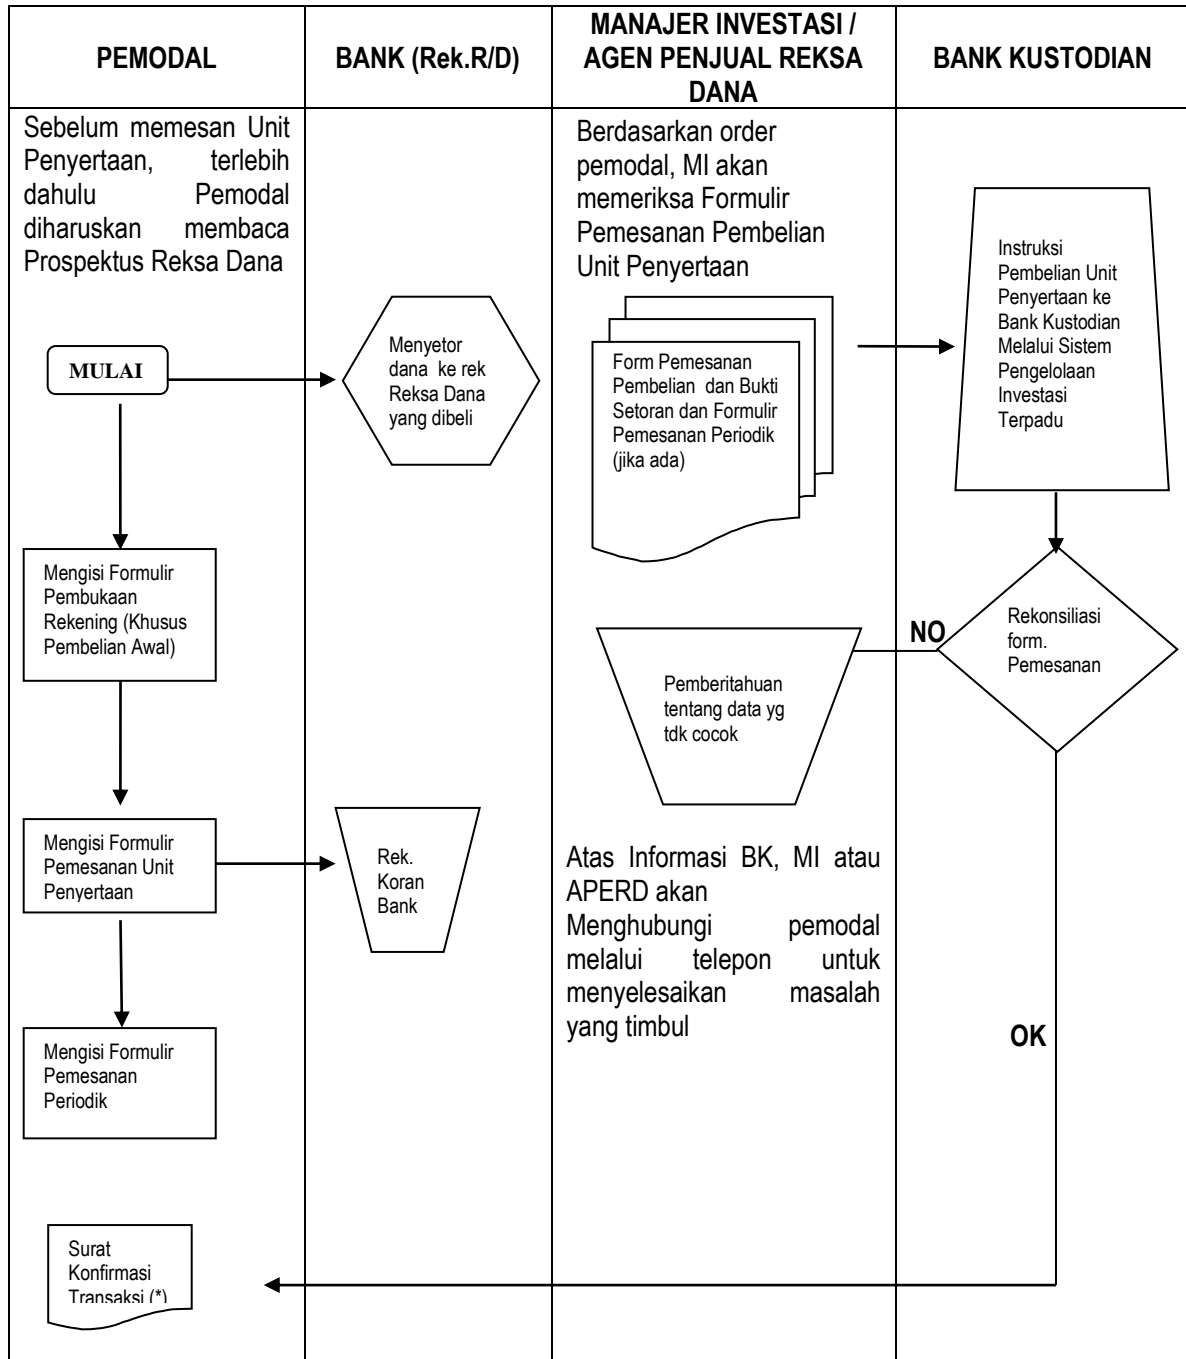 PEMODAL
BANK (Rek.R/D)
MANAJER INVESTASI /
AGEN PENJUAL REKSA
DANA
BANK KUSTODIAN
Sebelum memesan Unit
Penyertaan, terlebih
dahulu Pemodal
diharuskan membaca
Prospektus Reksa Dana
MULAI
Mengisi Formulir
Pembukaan
Rekening (Khusus
Pembelian Awal)
Mengisi Formulir
Pemesanan Unit
Penyertaan
Mengisi Formulir
Pemesanan
Periodik
Surat
Konfirmasi
Transaksi (*)
Menyetor
dana ke rek
Reksa Dana
yang dibeli
Rek.
Koran
Bank
Berdasarkan order
pemodal, MI akan
memeriksa Formulir
Pemesanan Pembelian
Unit Penyertaan
Form Pemesanan
Pembelian dan Bukti
Setoran dan Formulir
Pemesanan Periodik
(jika ada)
Pemberitahuan
tentang data yg
tdk cocok
Atas Informasi BK, MI atau
APERD akan
Menghubungi pemodal
melalui telepon untuk
menyelesaikan masalah
yang timbul
Instruksi
Pembelian Unit
Penyertaan ke
Bank Kustodian
Melalui Sistem
Pengelolaan
Investasi
Terpadu
NO
Rekonsiliasi
form.
Pemesanan
OK